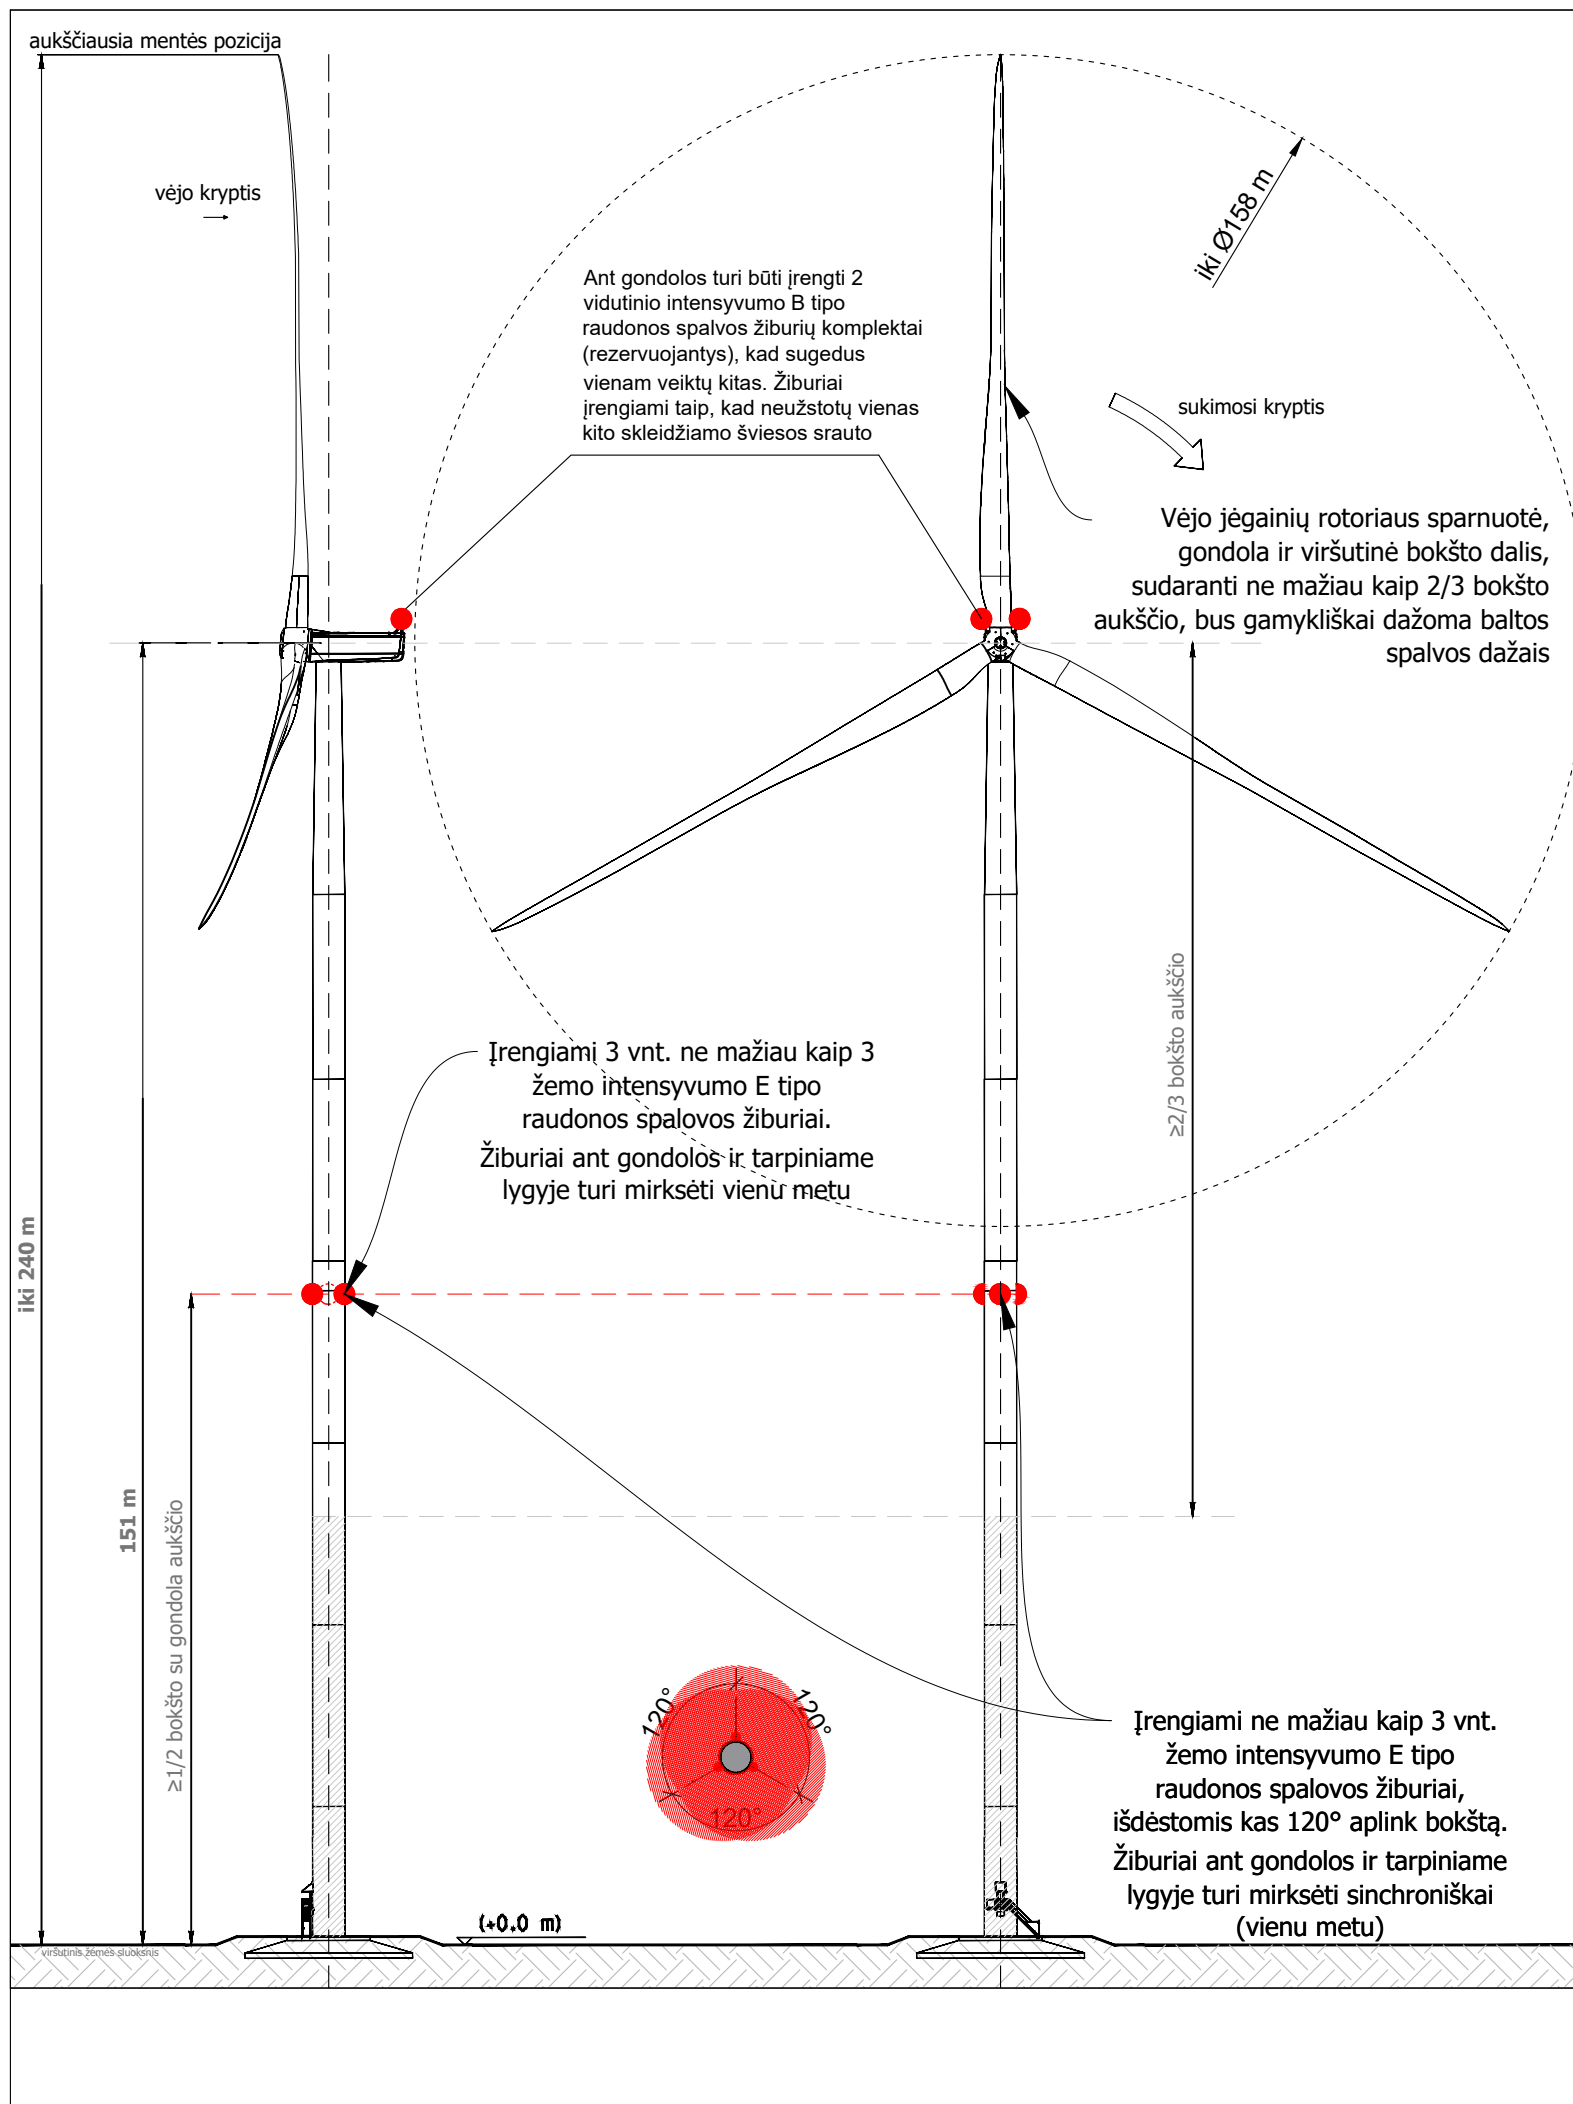 aukščiausia mentės pozicija
vėjo kryptis
iki Ø158 m
Ant gondolos turi būti įrengti 2
vidutinio intensyvumo B tipo
raudonos spalvos žiburių komplektai
(rezervuojantys), kad sugedus
vienam veiktų kitas. Žiburiai
įrengiami taip, kad neužstotų vienas
kito skleidžiamo šviesos srauto
sukimosi kryptis
Vėjo jėgainių rotoriaus sparnuotė,
gondola ir viršutinė bokšto dalis,
sudaranti ne mažiau kaip 2/3 bokšto
aukščio, bus gamykliškai dažoma baltos
spalvos dažais
≥2/3 bokšto aukščio
Įrengiami 3 vnt. ne mažiau kaip 3
žemo intensyvumo E tipo
raudonos spalovos žiburiai.
Žiburiai ant gondolos ir tarpiniame
lygyje turi mirksėti vienu metu
iki 240 m
151 m
≥1/2 bokšto su gondola aukščio
120°
120°
120°
Įrengiami ne mažiau kaip 3 vnt.
žemo intensyvumo E tipo
raudonos spalovos žiburiai,
išdėstomis kas 120° aplink bokštą.
Žiburiai ant gondolos ir tarpiniame
lygyje turi mirksėti sinchroniškai
(vienu metu)
(+0.0 m)
viršutinis žemės sluoksnis